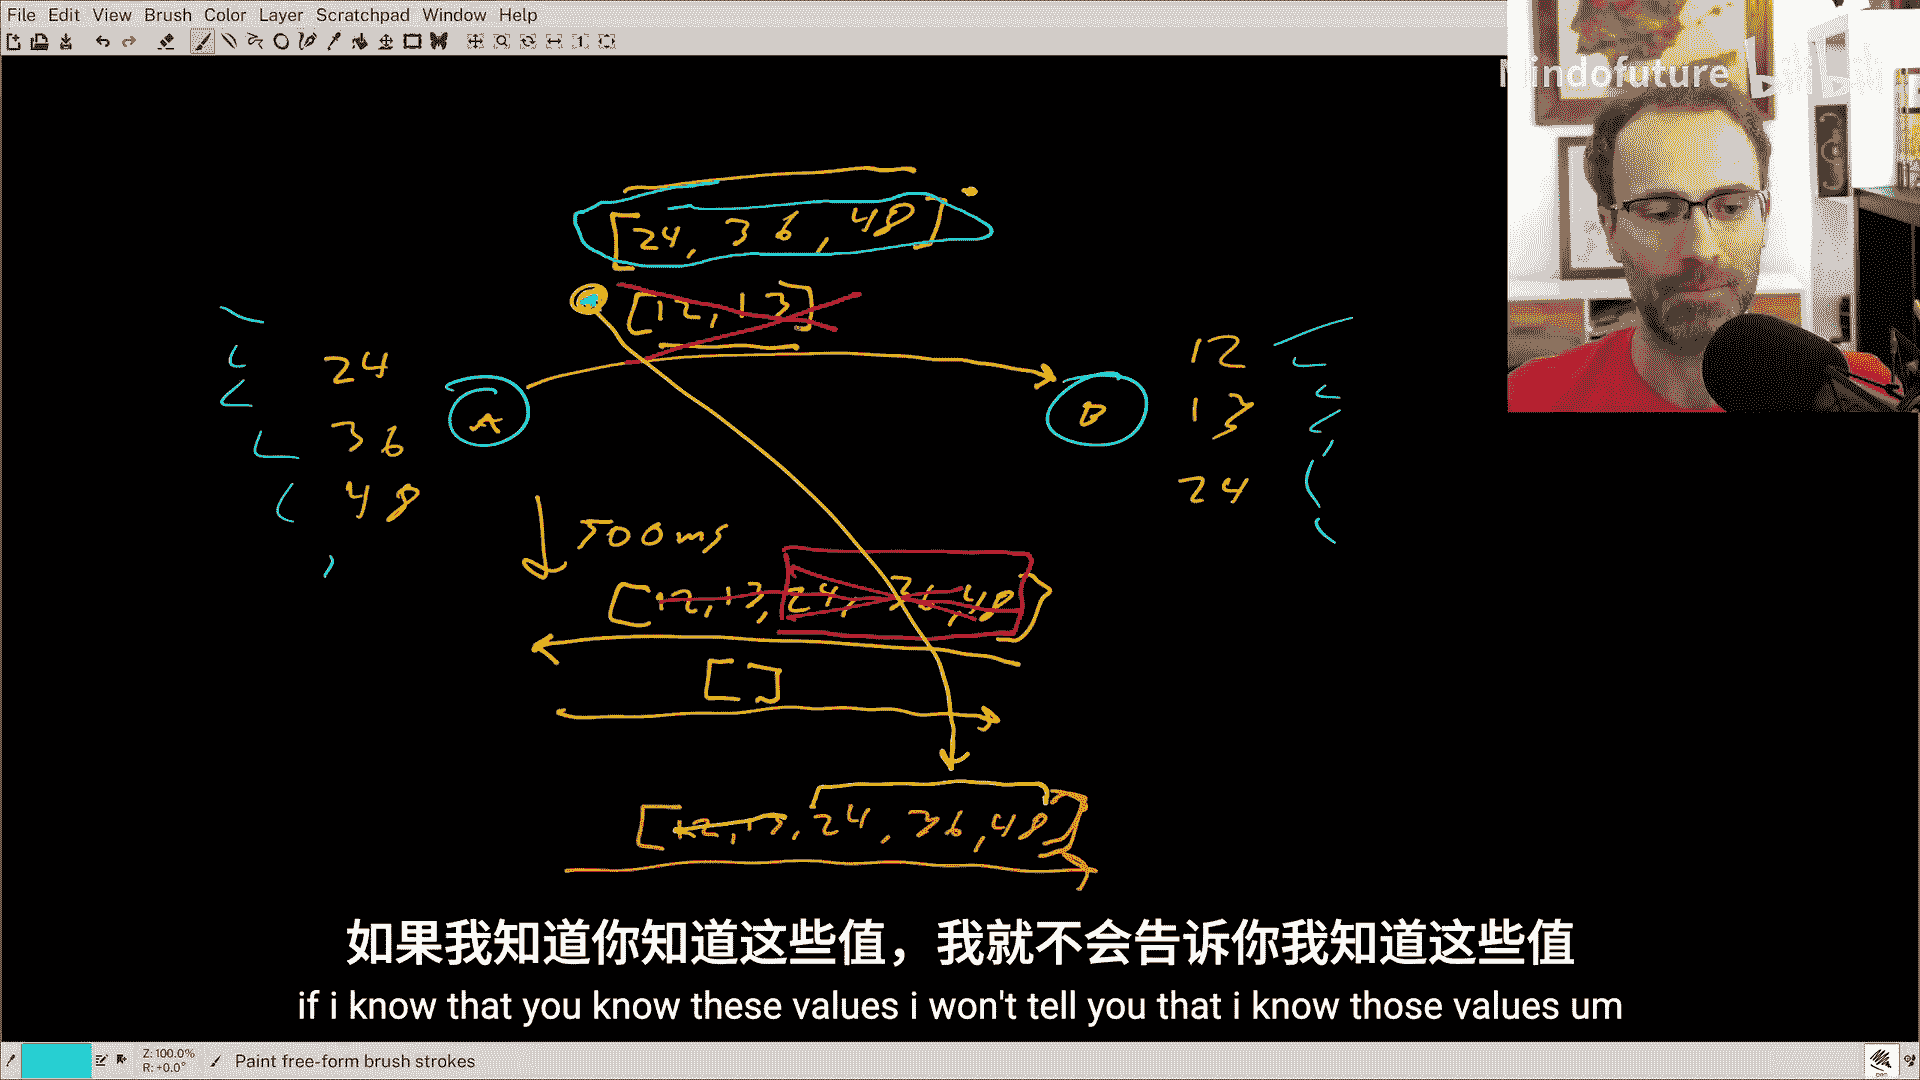 File Edit View Brush Color Layer Scratchpad Window Help
Mindofuture bilibili
[24, 36, 48]
[12, 13]
12
24
A
B
13
36
48
24
500ms
[12, 13, 24, 36, 48]
[ ]
[12, 13, 24, 36, 48]
如果我知道你知道这些值，我就不会告诉你我知道这些值
if i know that you know these values i won't tell you that i know those values um
Z: 100.0%
R: +0.0°
Paint free-form brush strokes